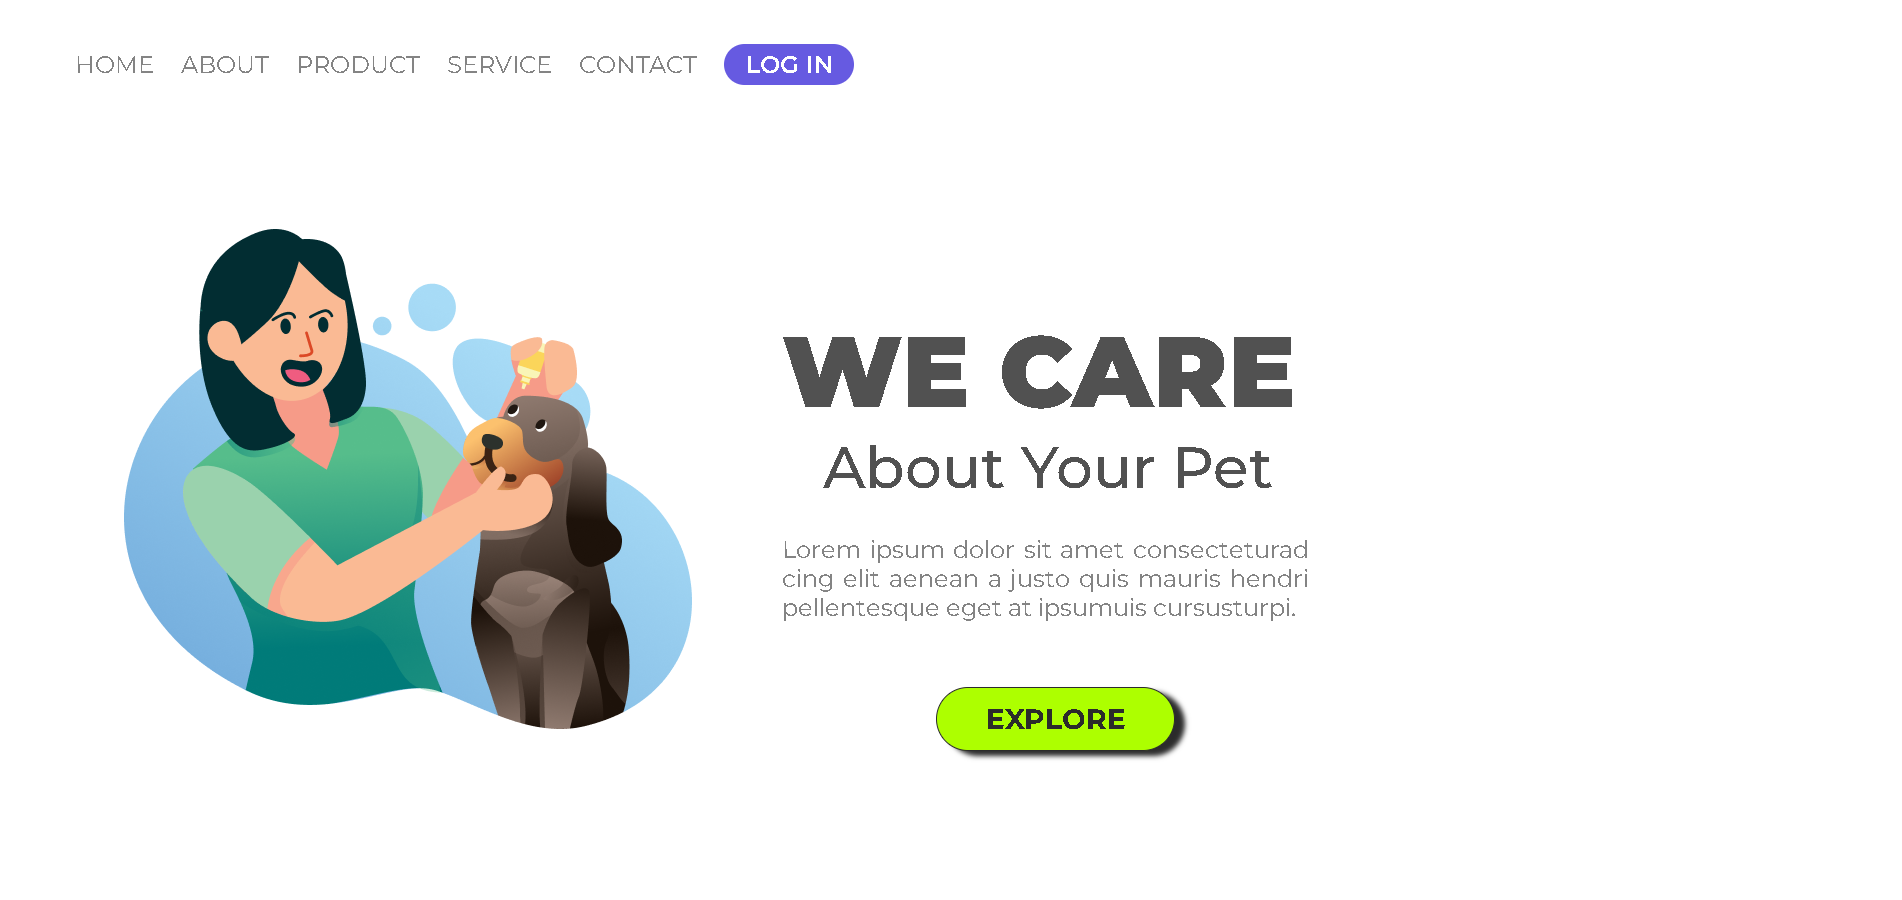 HOME ABOUT PRODUCT SERVICE CONTACT LOG IN
WE CARE
About Your Pet
Lorem ipsum dolor sit amet consecteturad
cing elit aenean a justo quis mauris hendri
pellentesque eget at ipsumuis cursusturpi.
EXPLORE